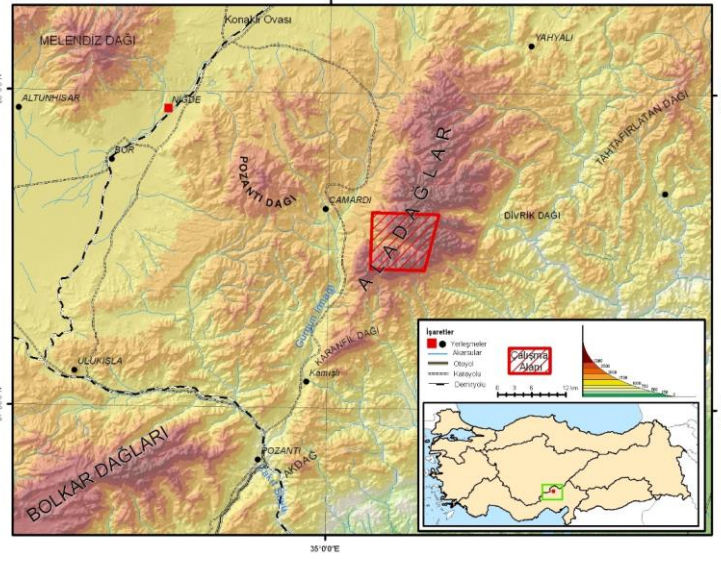 Konaklı Ovası
MELENDİZ DAĞI
YAHYALI
ALTUNHİSAR
NİĞDE
BOR
TAHTAFIRLATAN DAĞI
POZANTI DAĞI
ÇAMARDI
ALADAĞLAR
DİVRİK DAĞI
KARANFİL DAĞI
ULUKIŞLA
Kamışlı
POZANTI
AKDAĞ
BOLKAR DAĞLARI
İşaretler
Yerleşmeler
Akarsular
Otoyol
Karayolu
Demiryolu
Çalışma
Alanı
0 3 6 12 km
35°0'0"E